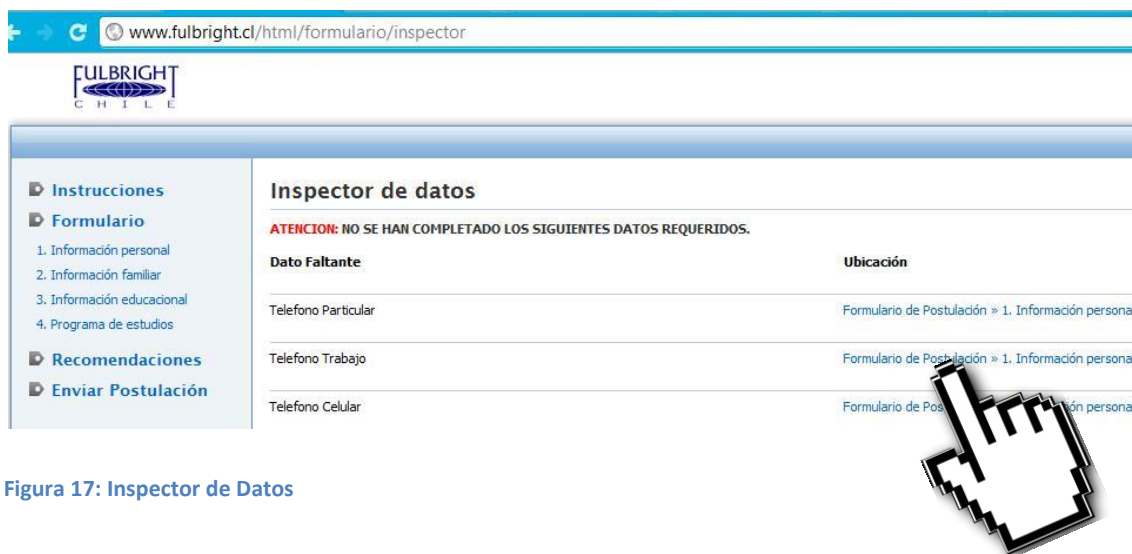 www.fulbright.cl/html/formulario/inspector
FULBRIGHT
CHILE
Instrucciones
Formulario
1. Información personal
2. Información familiar
3. Información educacional
4. Programa de estudios
Recomendaciones
Enviar Postulación
Inspector de datos
ATENCION: NO SE HAN COMPLETADO LOS SIGUIENTES DATOS REQUERIDOS.
Dato Faltante Ubicación
Telefono Particular Formulario de Postulación » 1. Información persona
Telefono Trabajo Formulario de Postulación » 1. Información persona
Telefono Celular Formulario de Pos ón persona
Figura 17: Inspector de Datos